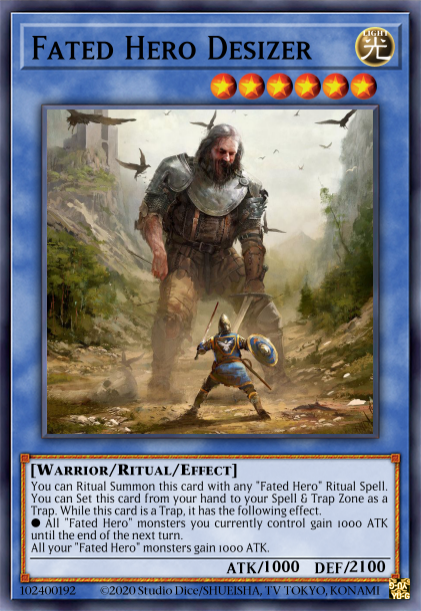 Fated Hero Desizer
LIGHT
光
[Warrior/Ritual/Effect]
You can Ritual Summon this card with any "Fated Hero" Ritual Spell.
You can Set this card from your hand to your Spell & Trap Zone as a
Trap. While this card is a Trap, it has the following effect.
● All "Fated Hero" monsters you currently control gain 1000 ATK
until the end of the next turn.
All your "Fated Hero" monsters gain 1000 ATK.
ATK/1000 DEF/2100
102400192 ©2020 Studio Dice/SHUEISHA, TV TOKYO, KONAMI